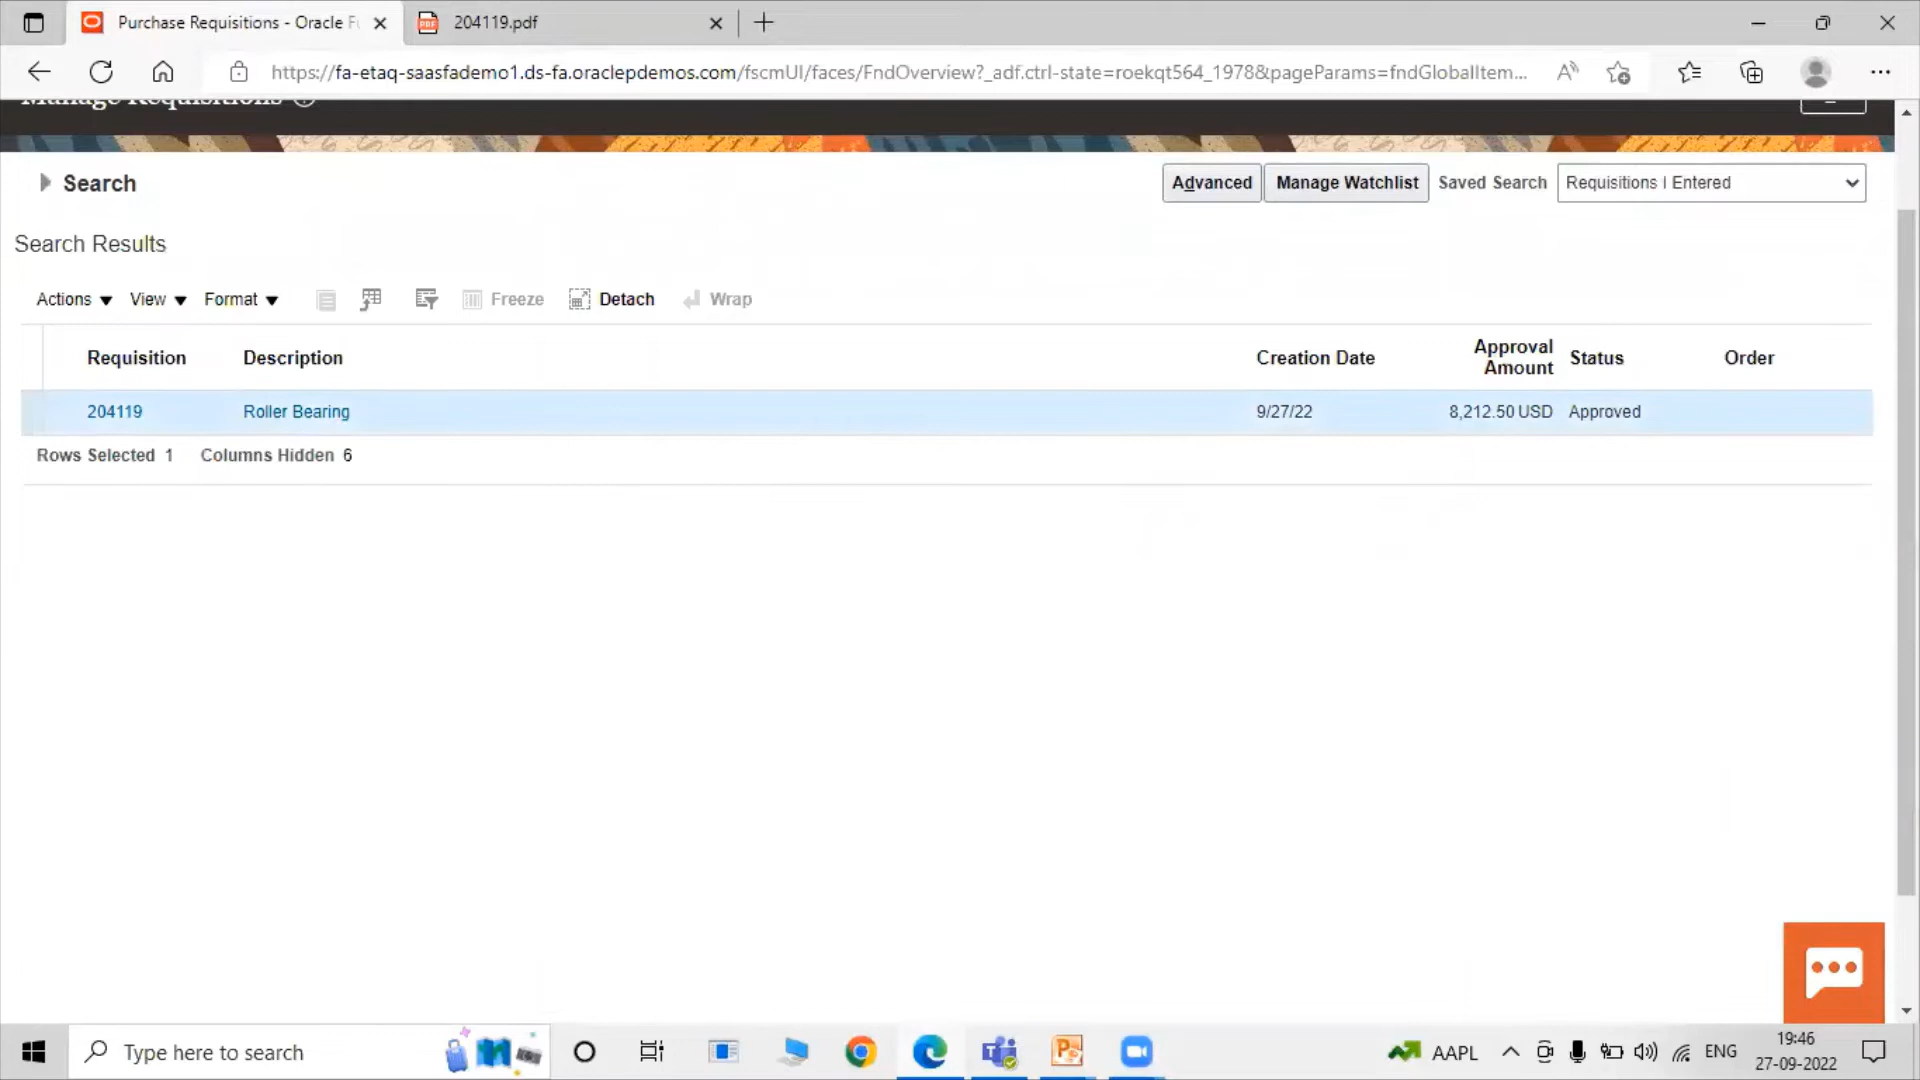 Purchase Requisitions - Oracle Fu
204119.pdf
https://fa-etaq-saasfademo1.ds-fa.oraclepdemos.com/fscmUI/faces/FndOverview?_adf.ctrl-state=roekqt564_1978&pageParams=fndGlobalItem...
Manage Requisitions
Search
Advanced
Manage Watchlist
Saved Search
Requisitions I Entered
Search Results
Actions
View
Format
Freeze
Detach
Wrap
Requisition Description Creation Date Approval Amount Status Order
204119 Roller Bearing 9/27/22 8,212.50 USD Approved
Rows Selected 1 Columns Hidden 6
Type here to search
AAPL
ENG
19:46
27-09-2022